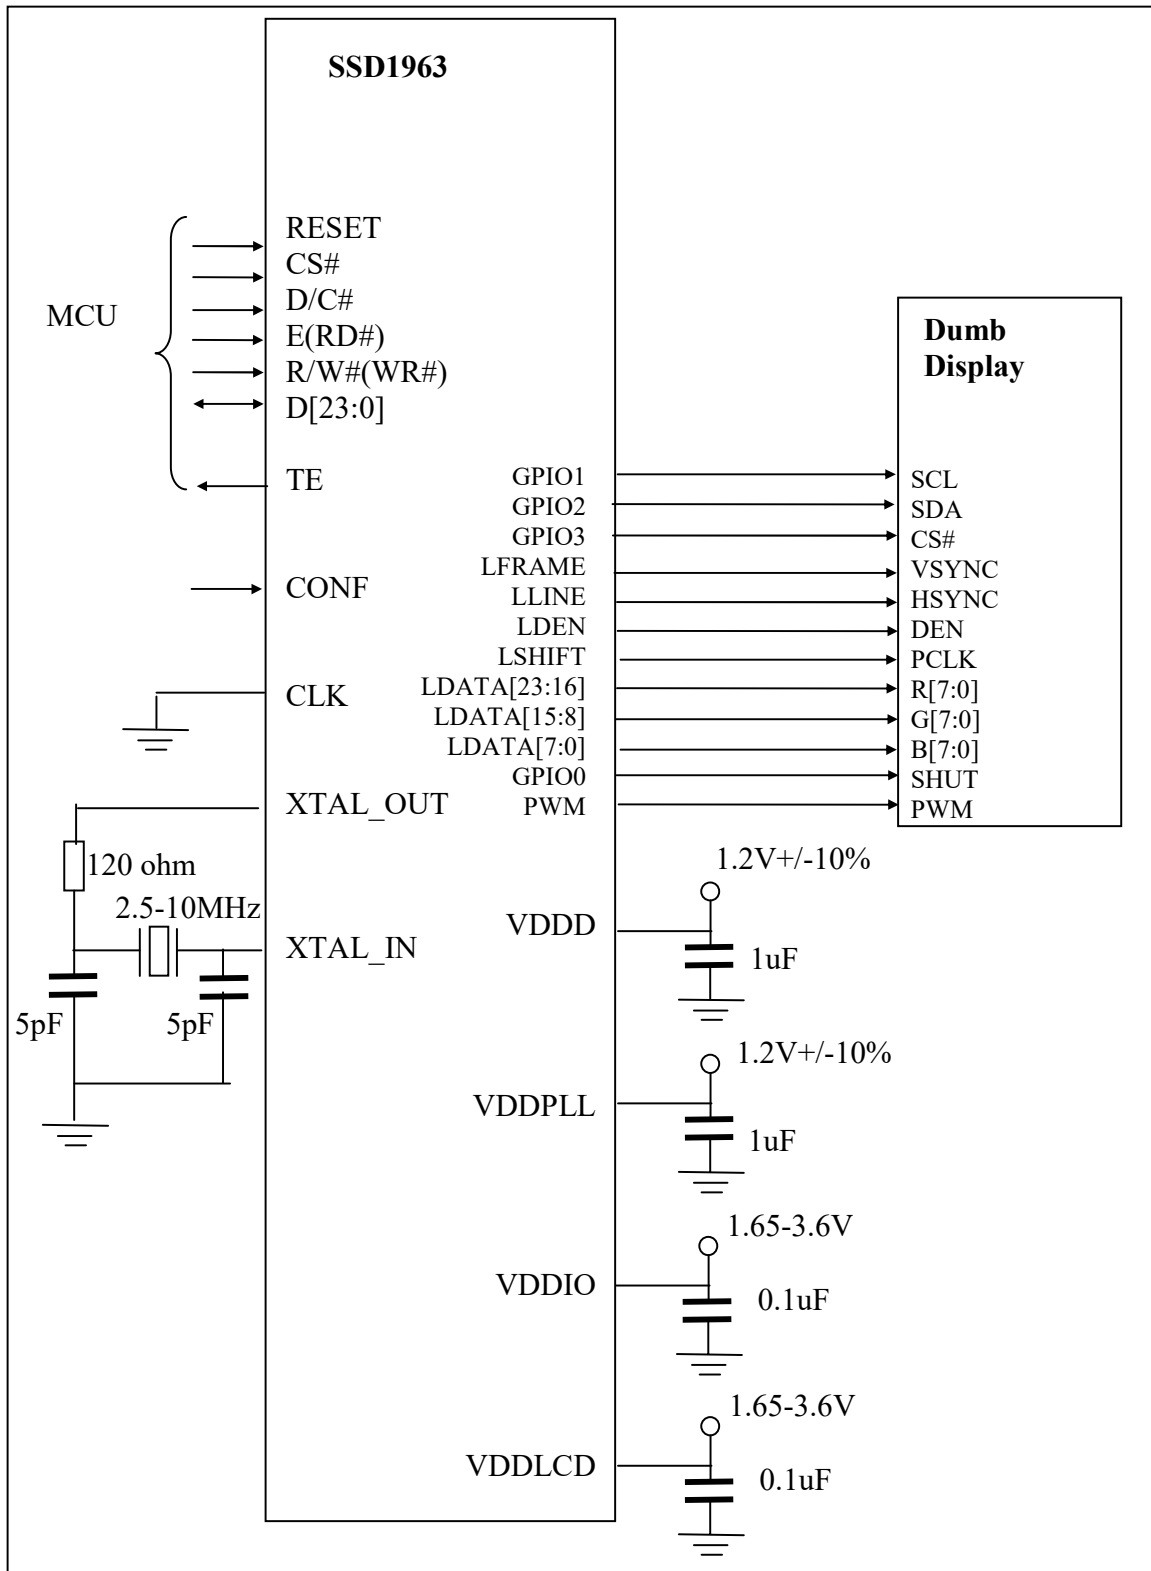 SSD1963
MCU
RESET
CS#
D/C#
E(RD#)
R/W#(WR#)
D[23:0]
TE
CONF
CLK
XTAL_OUT
120 ohm
2.5-10MHz
XTAL_IN
5pF
5pF
GPIO1
GPIO2
GPIO3
LFRAME
LLINE
LDEN
LSHIFT
LDATA[23:16]
LDATA[15:8]
LDATA[7:0]
GPIO0
PWM
Dumb
Display
SCL
SDA
CS#
VSYNC
HSYNC
DEN
PCLK
R[7:0]
G[7:0]
B[7:0]
SHUT
PWM
1.2V+/-10%
VDDD
1uF
1.2V+/-10%
VDDPLL
1uF
1.65-3.6V
VDDIO
0.1uF
1.65-3.6V
VDDLCD
0.1uF